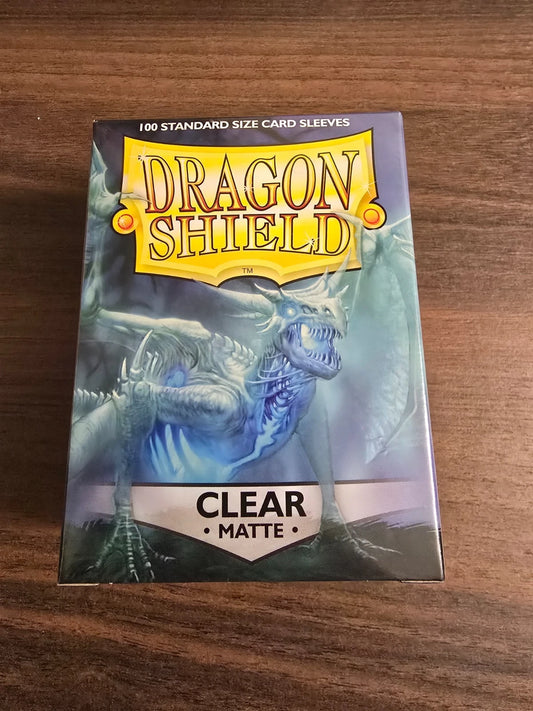 100 STANDARD SIZE CARD SLEEVES
DRAGON
SHIELD
™
CLEAR
• MATTE •